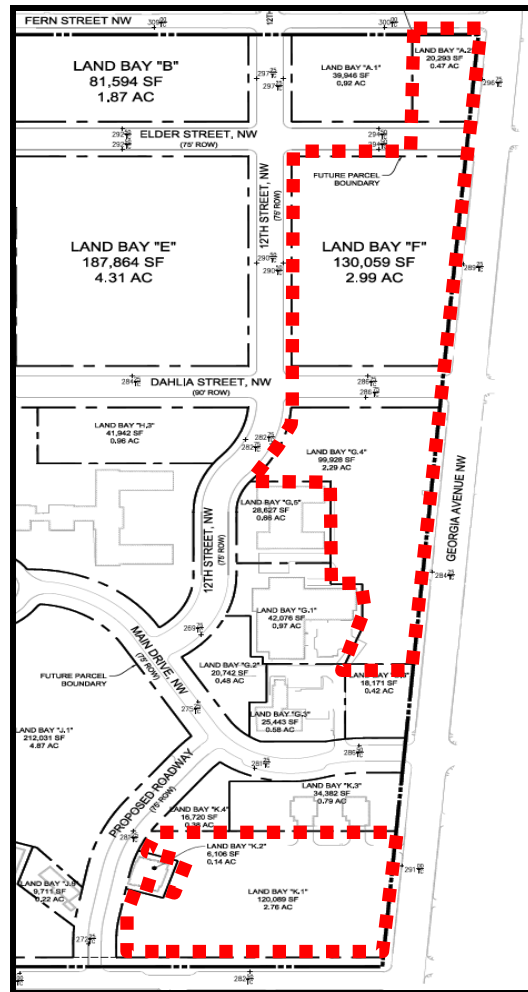 FERN STREET NW
12TH
LAND BAY "B"
81,594 SF
1.87 AC
LAND BAY "A.1"
39,946 SF
0.92 AC
LAND BAY "A.2"
20,293 SF
0.47 AC
ELDER STREET, NW
(75' ROW)
FUTURE PARCEL
BOUNDARY
12TH STREET, NW
(75' ROW)
LAND BAY "E"
187,864 SF
4.31 AC
LAND BAY "F"
130,059 SF
2.99 AC
DAHLIA STREET, NW
(90' ROW)
LAND BAY "H.3"
41,942 SF
0.96 AC
LAND BAY "G.4"
99,928 SF
2.29 AC
LAND BAY "G.5"
28,627 SF
0.66 AC
GEORGIA AVENUE NW
12TH STREET, NW
(75' ROW)
LAND BAY "G.1"
42,076 SF
0.97 AC
MAIN DRIVE, NW
(75' ROW)
FUTURE PARCEL
BOUNDARY
LAND BAY "G.2"
20,742 SF
0.48 AC
LAND BAY
18,171 SF
0.42 AC
LAND BAY "G.3"
25,443 SF
0.58 AC
LAND BAY "J.1"
212,031 SF
4.87 AC
PROPOSED ROADWAY
(75' ROW)
LAND BAY "K.3"
34,382 SF
0.79 AC
LAND BAY "K.4"
16,720 SF
0.38 AC
LAND BAY "K.2"
6,106 SF
0.14 AC
LAND BAY "J.9"
9,711 SF
0.22 AC
LAND BAY "K.1"
120,089 SF
2.76 AC